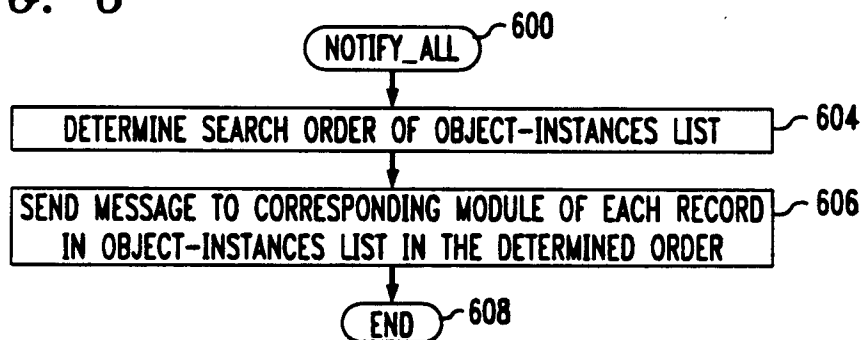 NOTIFY_ALL
600
DETERMINE SEARCH ORDER OF OBJECT-INSTANCES LIST
604
SEND MESSAGE TO CORRESPONDING MODULE OF EACH RECORD
606
IN OBJECT-INSTANCES LIST IN THE DETERMINED ORDER
END
608